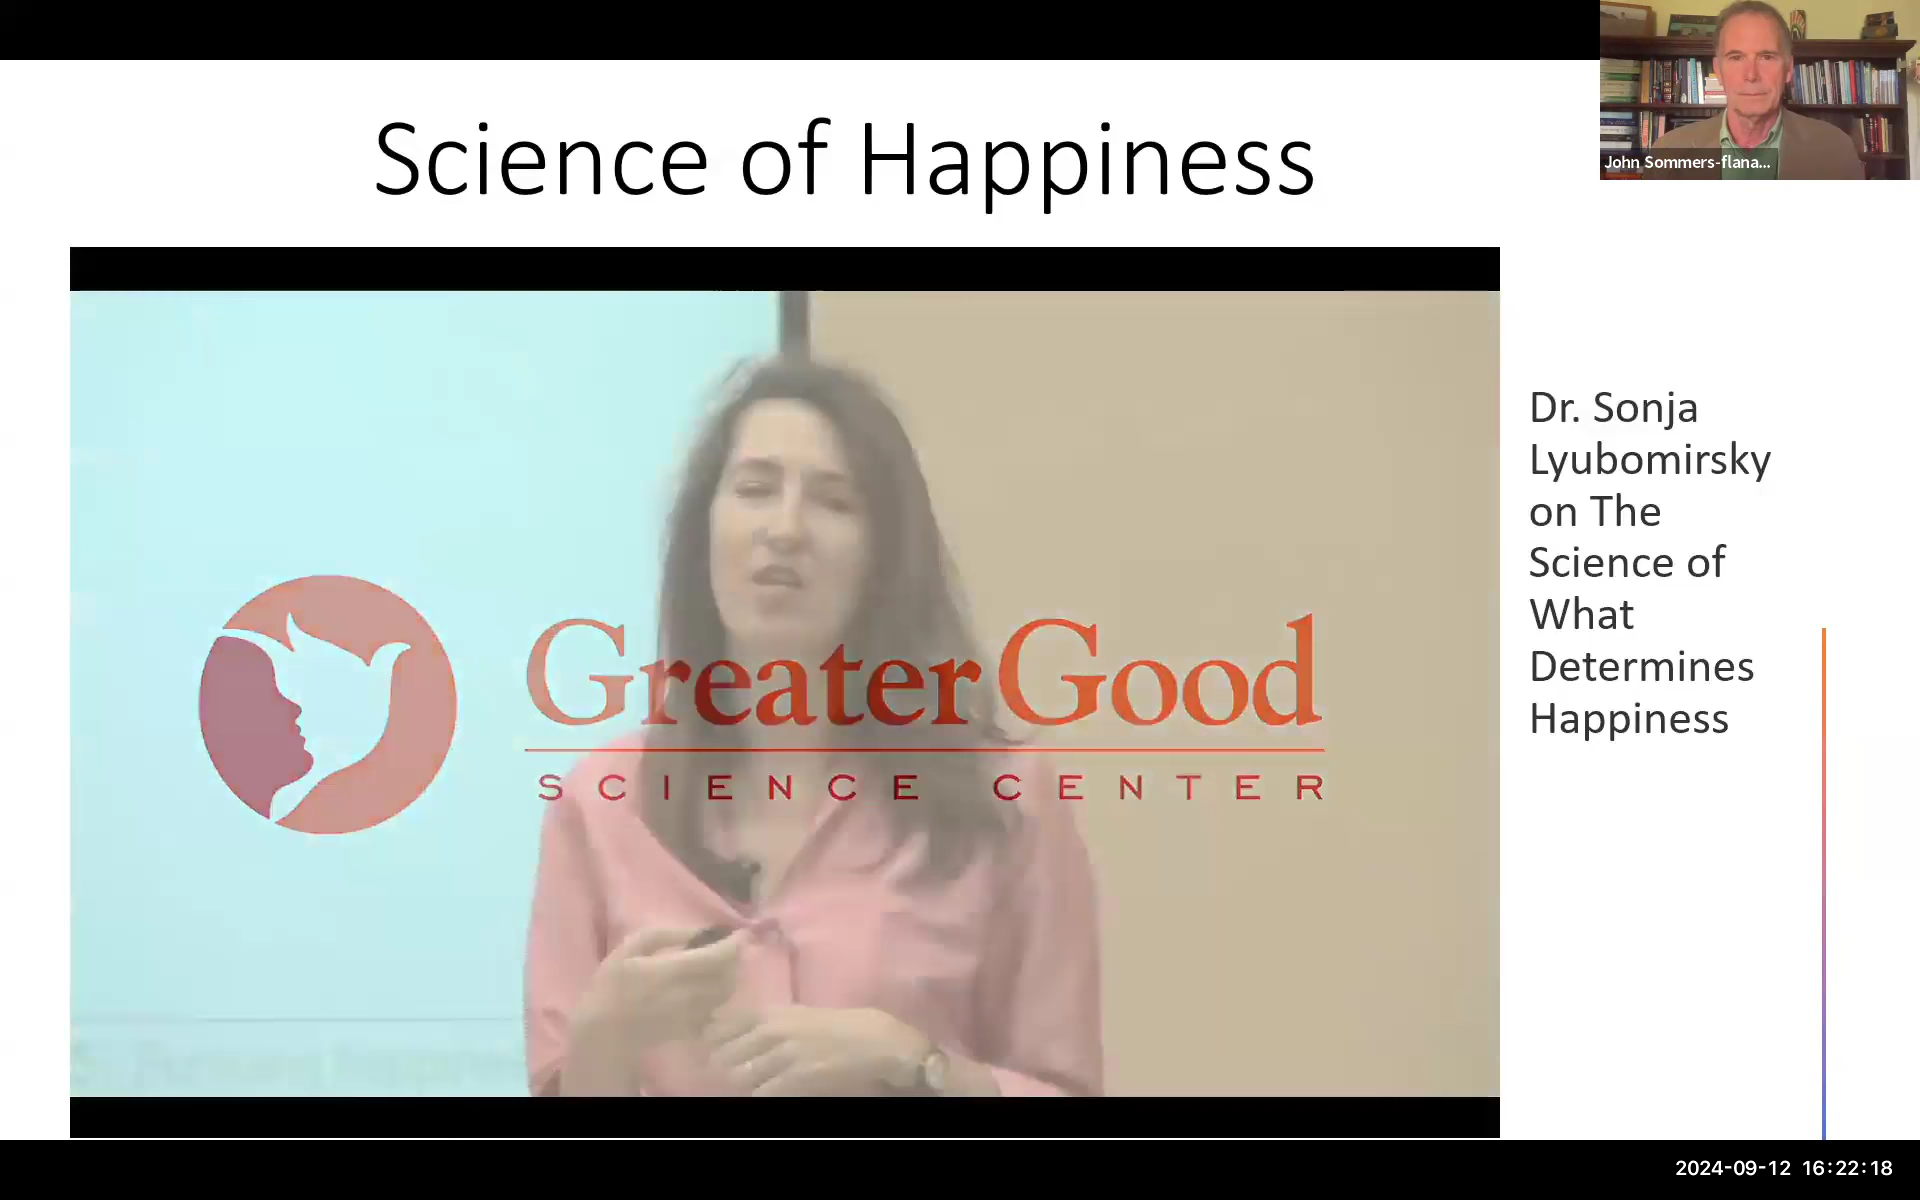 John Sommers-flana...
Science of Happiness
Greater Good
SCIENCE CENTER
Dr. Sonja
Lyubomirsky
on The
Science of
What
Determines
Happiness
2024-09-12 16:22:18